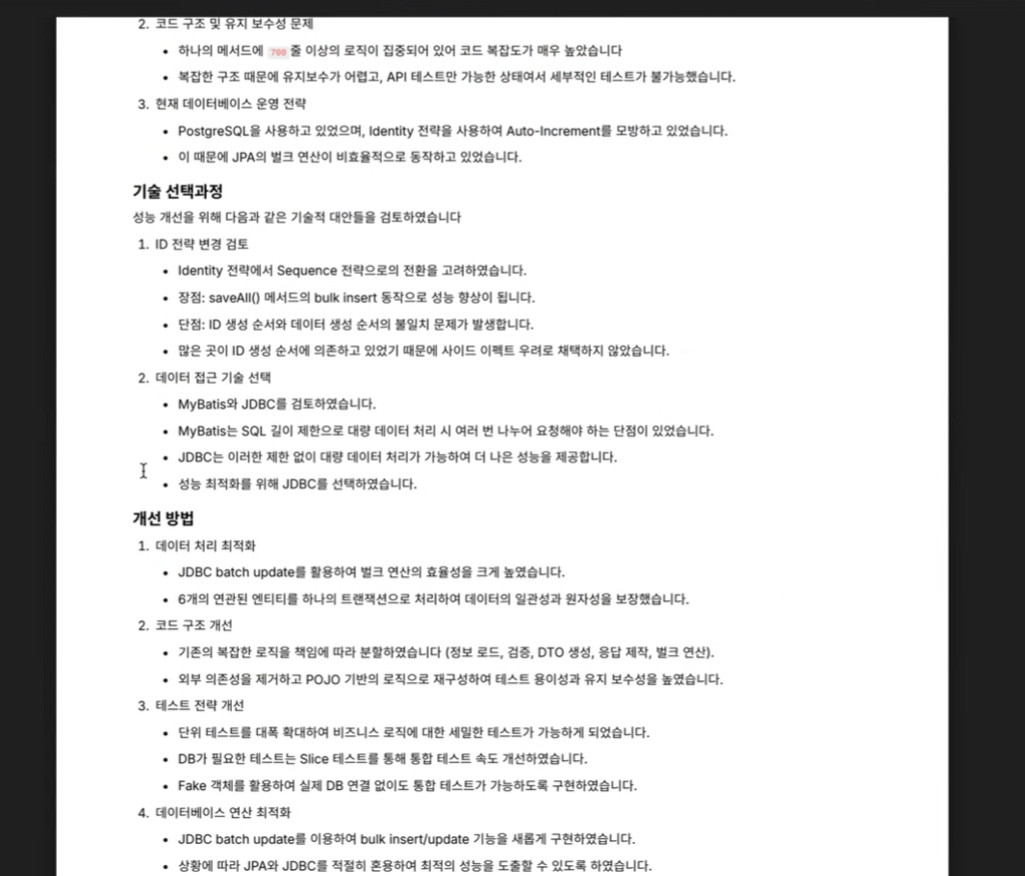 2. 코드 구조 및 유지 보수성 문제
• 하나의 메서드에 700 줄 이상의 로직이 집중되어 있어 코드 복잡도가 매우 높았습니다
• 복잡한 구조 때문에 유지보수가 어렵고, API 테스트만 가능한 상태여서 세부적인 테스트가 불가능했습니다.
3. 현재 데이터베이스 운영 전략
• PostgreSQL을 사용하고 있었으며, Identity 전략을 사용하여 Auto-Increment를 모방하고 있었습니다.
• 이 때문에 JPA의 벌크 연산이 비효율적으로 동작하고 있었습니다.
기술 선택과정
성능 개선을 위해 다음과 같은 기술적 대안들을 검토하였습니다
1. ID 전략 변경 검토
• Identity 전략에서 Sequence 전략으로의 전환을 고려하였습니다.
• 장점: saveAll() 메서드의 bulk insert 동작으로 성능 향상이 됩니다.
• 단점: ID 생성 순서와 데이터 생성 순서의 불일치 문제가 발생합니다.
• 많은 곳이 ID 생성 순서에 의존하고 있었기 때문에 사이드 이펙트 우려로 채택하지 않았습니다.
2. 데이터 접근 기술 선택
• MyBatis와 JDBC를 검토하였습니다.
• MyBatis는 SQL 길이 제한으로 대량 데이터 처리 시 여러 번 나누어 요청해야 하는 단점이 있었습니다.
• JDBC는 이러한 제한 없이 대량 데이터 처리가 가능하여 더 나은 성능을 제공합니다.
• 성능 최적화를 위해 JDBC를 선택하였습니다.
개선 방법
1. 데이터 처리 최적화
• JDBC batch update를 활용하여 벌크 연산의 효율성을 크게 높였습니다.
• 6개의 연관된 엔티티를 하나의 트랜잭션으로 처리하여 데이터의 일관성과 원자성을 보장했습니다.
2. 코드 구조 개선
• 기존의 복잡한 로직을 책임에 따라 분할하였습니다 (정보 로드, 검증, DTO 생성, 응답 제작, 벌크 연산).
• 외부 의존성을 제거하고 POJO 기반의 로직으로 재구성하여 테스트 용이성과 유지 보수성을 높였습니다.
3. 테스트 전략 개선
• 단위 테스트를 대폭 확대하여 비즈니스 로직에 대한 세밀한 테스트가 가능하게 되었습니다.
• DB가 필요한 테스트는 Slice 테스트를 통해 통합 테스트 속도 개선하였습니다.
• Fake 객체를 활용하여 실제 DB 연결 없이도 통합 테스트가 가능하도록 구현하였습니다.
4. 데이터베이스 연산 최적화
• JDBC batch update를 이용하여 bulk insert/update 기능을 새롭게 구현하였습니다.
• 상황에 따라 JPA와 JDBC를 적절히 혼용하여 최적의 성능을 도출할 수 있도록 하였습니다.